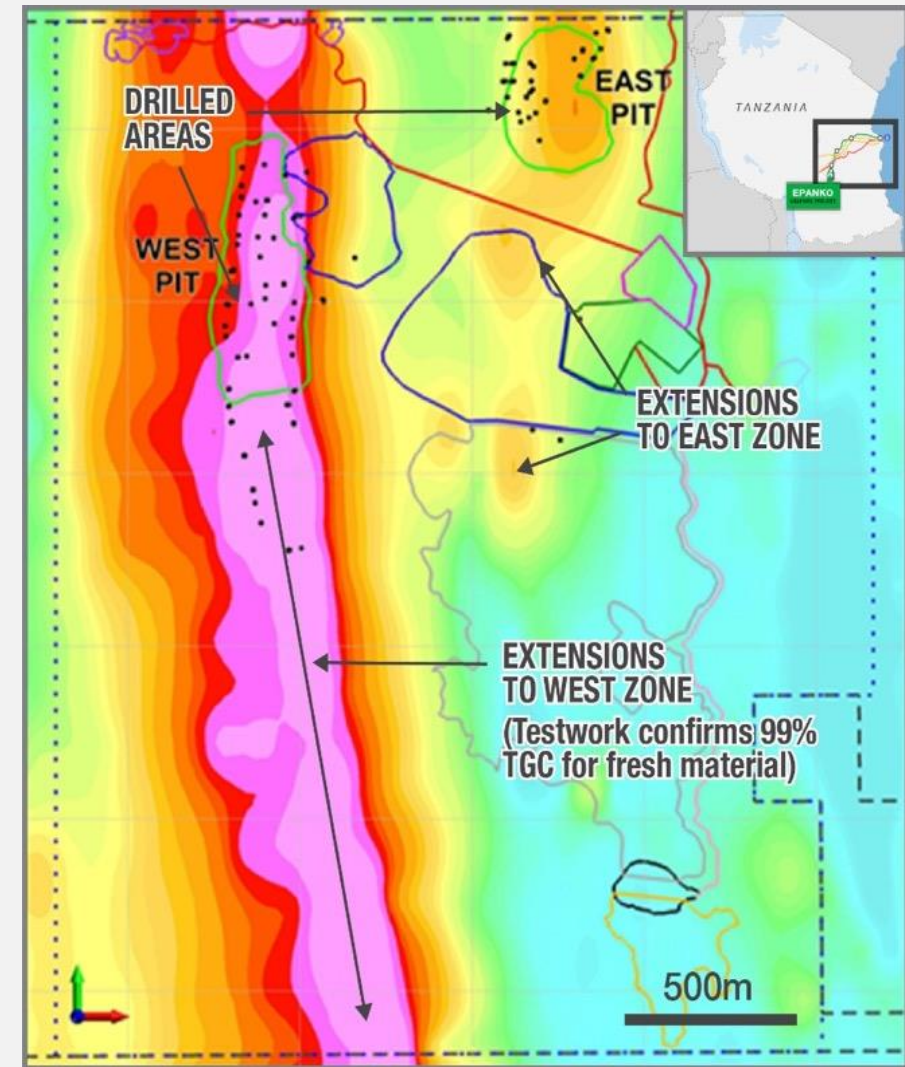 DRILLED
AREAS
EAST
PIT
TANZANIA
EPANKO
WEST
PIT
EXTENSIONS
TO EAST ZONE
EXTENSIONS
TO WEST ZONE
(Testwork confirms 99%
TGC for fresh material)
500m